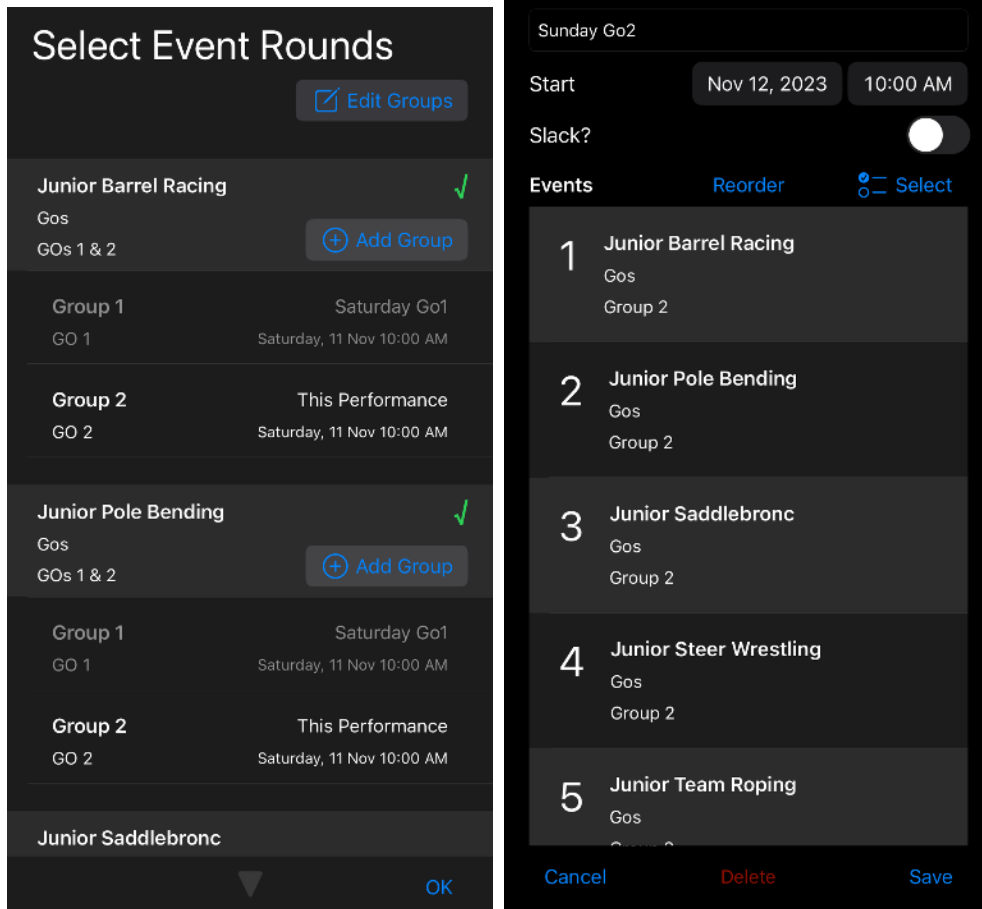 Select Event Rounds
Edit Groups
Junior Barrel Racing
Gos
GOs 1 & 2
Add Group
Group 1
Saturday Go1
GO 1
Saturday, 11 Nov 10:00 AM
Group 2
This Performance
GO 2
Saturday, 11 Nov 10:00 AM
Junior Pole Bending
Gos
GOs 1 & 2
Add Group
Group 1
Saturday Go1
GO 1
Saturday, 11 Nov 10:00 AM
Group 2
This Performance
GO 2
Saturday, 11 Nov 10:00 AM
Junior Saddlebronc
OK
Sunday Go2
Start
Nov 12, 2023
10:00 AM
Slack?
Events
Reorder
Select
1
Junior Barrel Racing
Gos
Group 2
2
Junior Pole Bending
Gos
Group 2
3
Junior Saddlebronc
Gos
Group 2
4
Junior Steer Wrestling
Gos
Group 2
5
Junior Team Roping
Gos
Cancel
Delete
Save